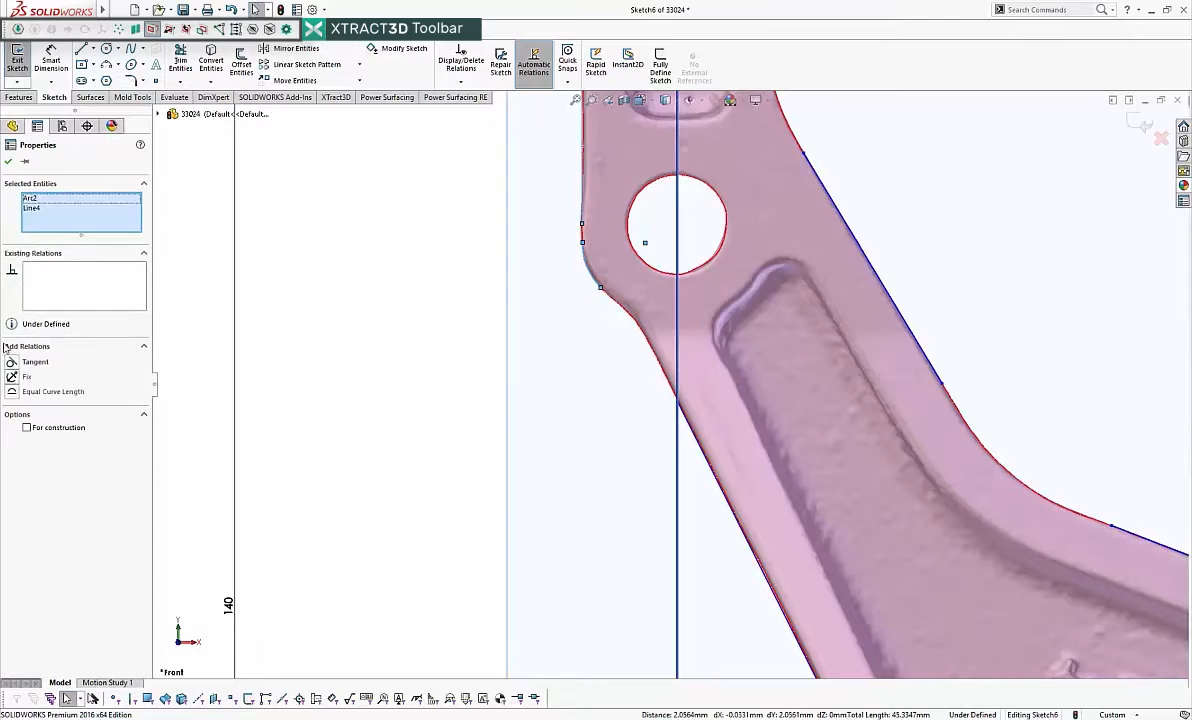 SOLIDWORKS
Sketch6 of 33024 *
Search Commands
XTRACT3D Toolbar
Exit Sketch
Smart Dimension
Trim Entities
Convert Entities
Offset Entities
Mirror Entities
Linear Sketch Pattern
Move Entities
Modify Sketch
Display/Delete Relations
Repair Sketch
Automatic Relations
Quick Snaps
Rapid Sketch
Instant2D
Fully Define Sketch
No External References
Features Sketch Surfaces Mold Tools Evaluate DimXpert SOLIDWORKS Add-Ins XTract3D Power Surfacing Power Surfacing RE
33024 (Default<<Default...
Properties
Selected Entities
Arc2
Line4
Existing Relations
Under Defined
Add Relations
Tangent
Fix
Equal Curve Length
Options
For construction
140
Y
X
*Front
Model Motion Study 1
SOLIDWORKS Premium 2016 x64 Edition
Distance: 2.0564mm dX: -0.0331mm dY: 2.0561mm dZ: 0mm Total Length: 45.3347mm Under Defined Editing Sketch6 Custom